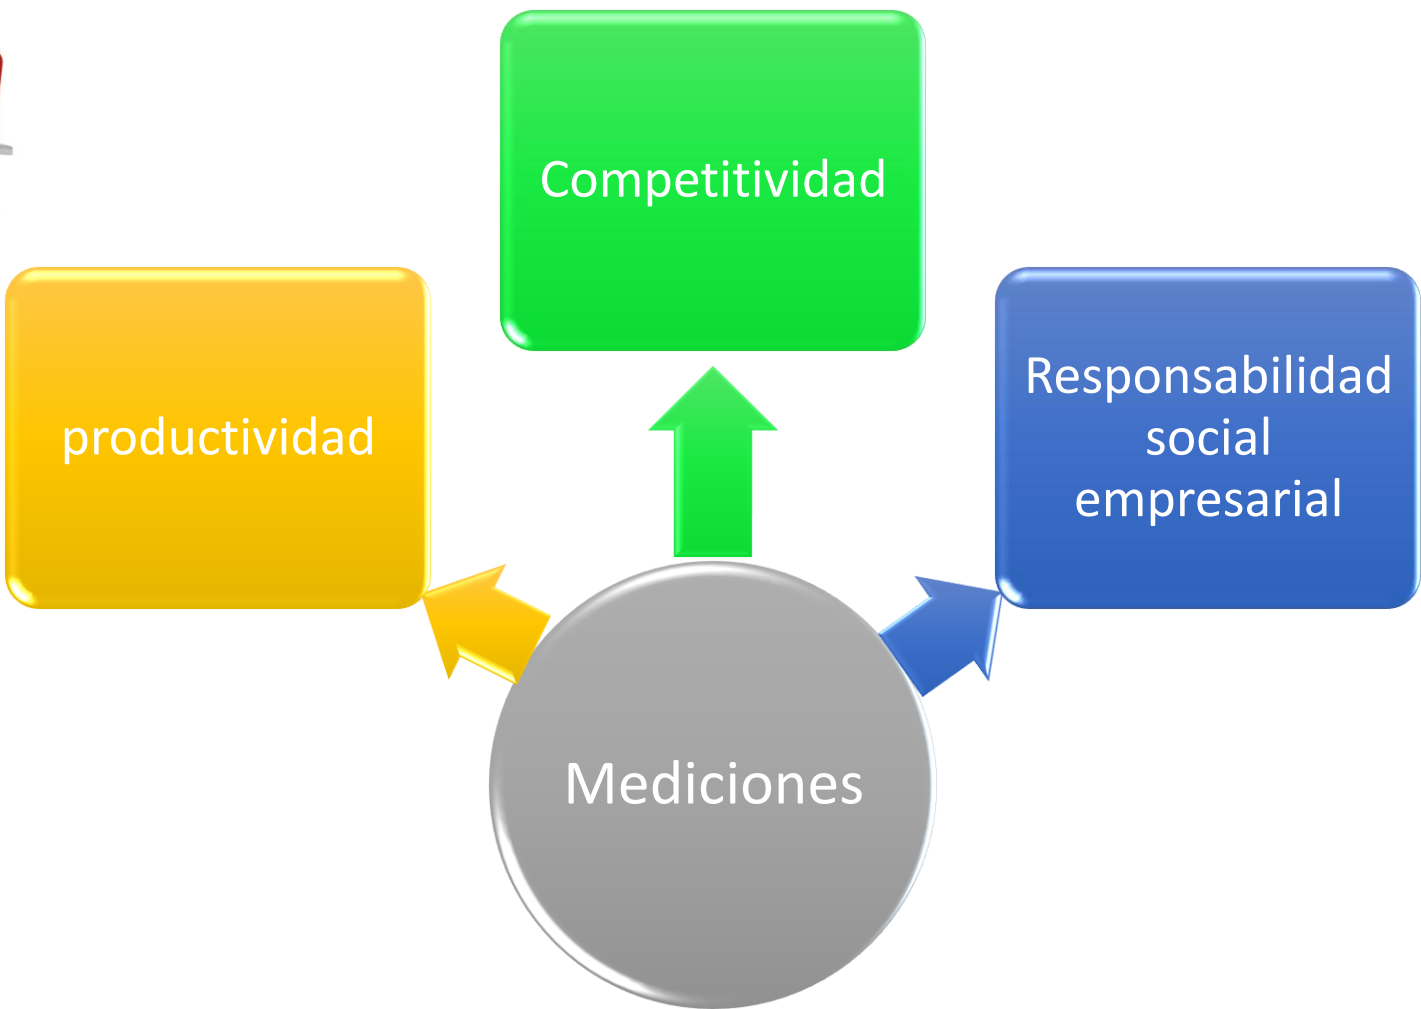 Competitividad
productividad
Responsabilidad
social
empresarial
Mediciones